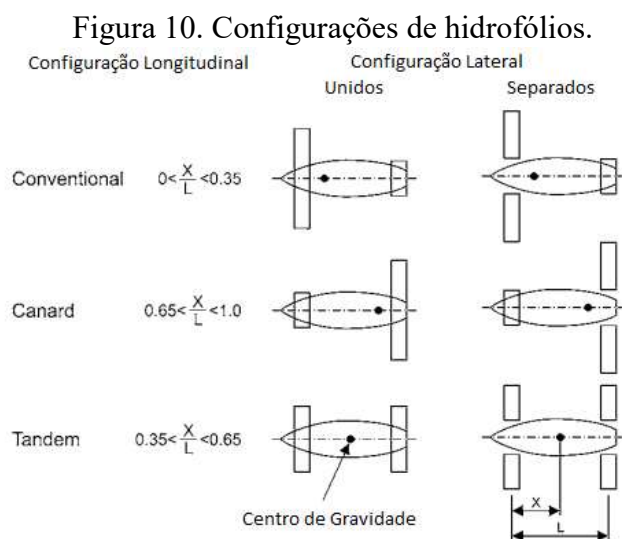 Figura 10. Configurações de hidrofólios.
Configuração Longitudinal
Configuração Lateral
Unidos
Separados
Conventional 0<X/L<0.35
Canard 0.65<X/L<1.0
Tandem 0.35<X/L<0.65
Centro de Gravidade
X
L